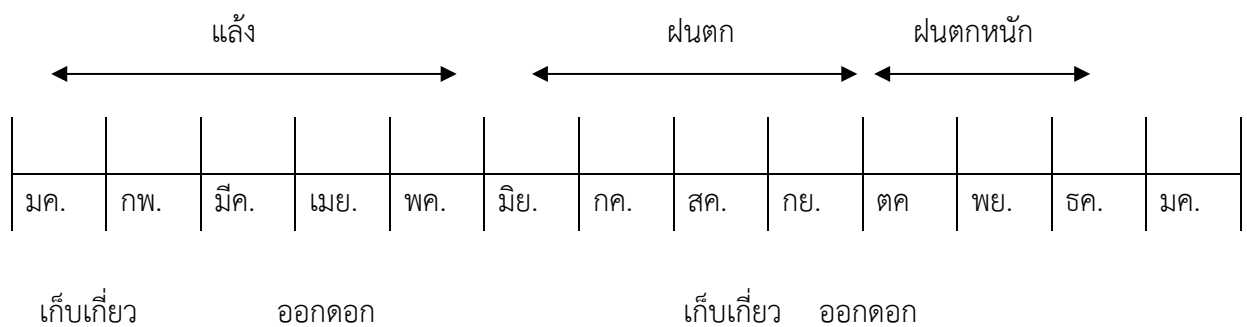 แล้ง ฝนตก ฝนตกหนัก
มค. กพ. มีค. เมย. พค. มิย. กค. สค. กย. ตค พย. ธค. มค.
เก็บเกี่ยว ออกดอก เก็บเกี่ยว ออกดอก